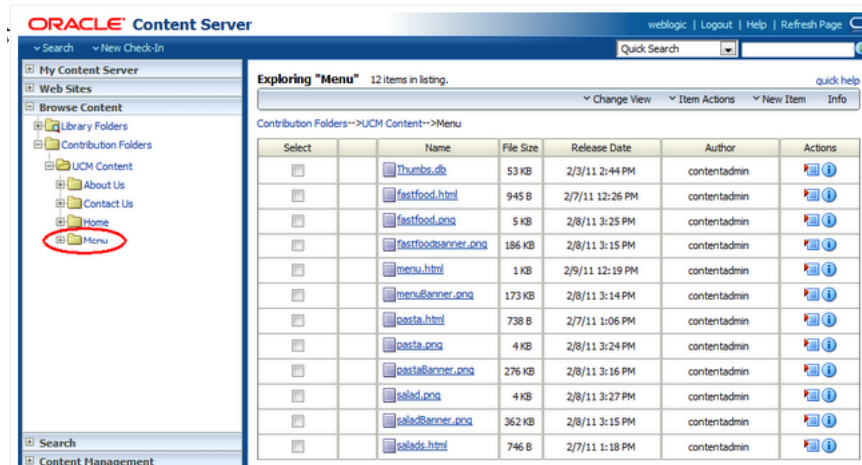 ORACLE Content Server
weblogic | Logout | Help | Refresh Page
Search New Check-In Quick Search
My Content Server
Web Sites
Browse Content
Library Folders
Contribution Folders
UCM Content
About Us
Contact Us
Home
Menu
Search
Content Management
Exploring "Menu" 12 items in listing. quick help
Change View Item Actions New Item Info
Contribution Folders-->UCM Content-->Menu
Select Name File Size Release Date Author Actions
Thumbs.db 53 KB 2/3/11 2:44 PM contentadmin
fastfood.html 945 B 2/7/11 12:26 PM contentadmin
fastfood.png 5 KB 2/8/11 3:25 PM contentadmin
fastfoodBanner.png 186 KB 2/8/11 3:15 PM contentadmin
menu.html 1 KB 2/9/11 12:19 PM contentadmin
menuBanner.png 173 KB 2/8/11 3:14 PM contentadmin
pasta.html 738 B 2/7/11 1:06 PM contentadmin
pasta.png 4 KB 2/8/11 3:24 PM contentadmin
pastaBanner.png 276 KB 2/8/11 3:16 PM contentadmin
salad.png 4 KB 2/8/11 3:27 PM contentadmin
saladBanner.png 362 KB 2/8/11 3:15 PM contentadmin
salads.html 746 B 2/7/11 1:18 PM contentadmin